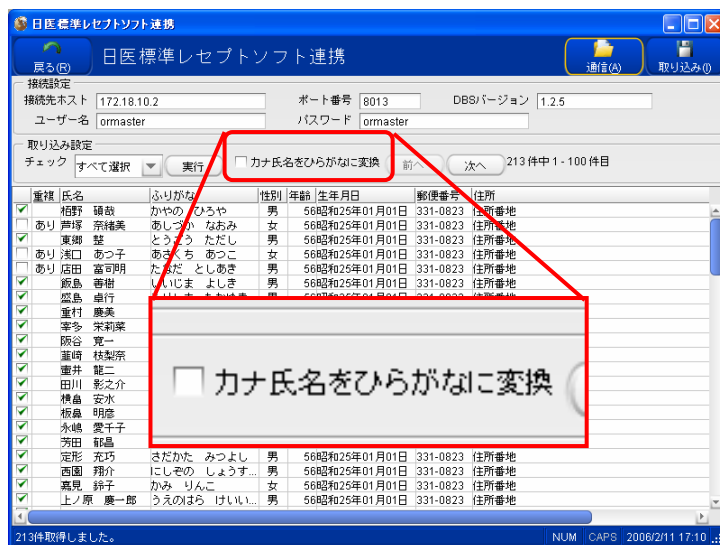 日医標準レセプトソフト連携
戻る(R) 日医標準レセプトソフト連携 通信(A) 取り込み(I)
接続設定
接続先ホスト 172.18.10.2 ポート番号 8013 DBSバージョン 1.2.5
ユーザー名 ormaster パスワード ormaster
取り込み設定
チェック すべて選択 実行 カナ氏名をひらがなに変換 前へ 次へ 213件中 1 - 100 件目
重複 氏名 ふりがな 性別 年齢 生年月日 郵便番号 住所
栢野 碩哉 かやの ひろや 男 56 昭和25年01月01日 331-0823 住所番地
あり 芦塚 奈緒美 あしづか なおみ 女 56 昭和25年01月01日 331-0823 住所番地
東郷 整 とうごう ただし 男 56 昭和25年01月01日 331-0823 住所番地
あり 浅口 あつ子 あさくち あつこ 女 56 昭和25年01月01日 331-0823 住所番地
あり 店田 富司明 たなだ としあき 男 56 昭和25年01月01日 331-0823 住所番地
飯島 善樹 いいじま よしき 男 56 昭和25年01月01日 331-0823 住所番地
盛島 卓行
重村 慶美
宰多 栄莉菜
阪谷 寛一
韮崎 枝梨奈
壷井 龍二
田川 彰之介
横畠 安水
板島 明彦
永嶋 愛千子
芳田 郁昌
カナ氏名をひらがなに変換
定形 充巧 さだかた みつよし 男 56 昭和25年01月01日 331-0823 住所番地
西園 翔介 にしぞの しょうす... 男 56 昭和25年01月01日 331-0823 住所番地
嘉見 鈴子 かみ りんこ 女 56 昭和25年01月01日 331-0823 住所番地
上ノ原 慶一郎 うえのはら けいい... 男 56 昭和25年01月01日 331-0823 住所番地
213件取得しました。 NUM CAPS 2006/2/11 17:10